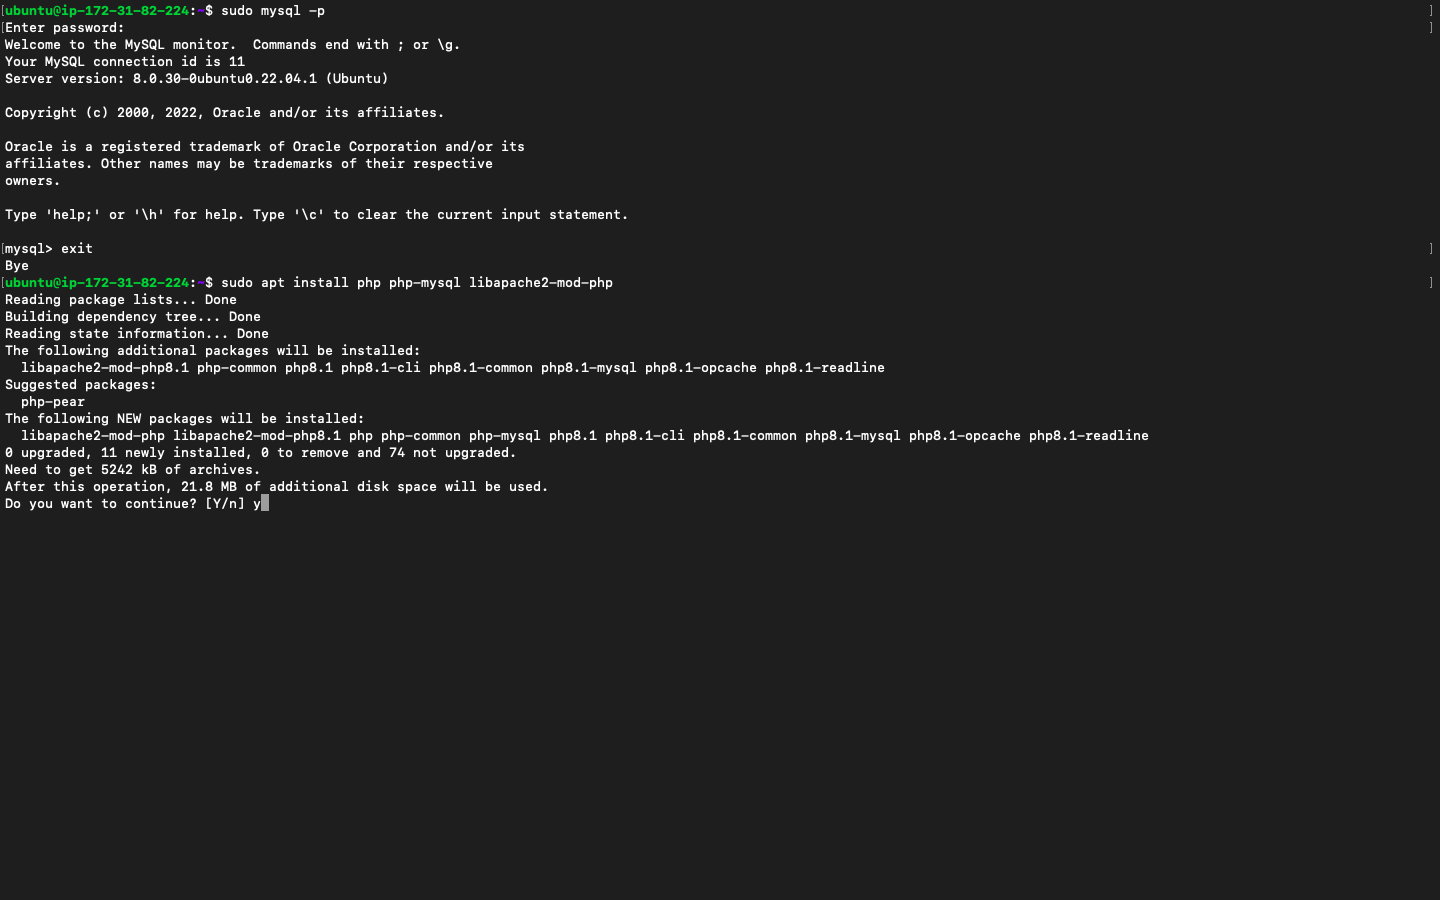 ubuntu@ip-172-31-82-224:~$ sudo mysql -p
Enter password:
Welcome to the MySQL monitor.  Commands end with ; or \g.
Your MySQL connection id is 11
Server version: 8.0.30-0ubuntu0.22.04.1 (Ubuntu)

Copyright (c) 2000, 2022, Oracle and/or its affiliates.

Oracle is a registered trademark of Oracle Corporation and/or its
affiliates. Other names may be trademarks of their respective
owners.

Type 'help;' or '\h' for help. Type '\c' to clear the current input statement.

mysql> exit
Bye
ubuntu@ip-172-31-82-224:~$ sudo apt install php php-mysql libapache2-mod-php
Reading package lists... Done
Building dependency tree... Done
Reading state information... Done
The following additional packages will be installed:
  libapache2-mod-php8.1 php-common php8.1 php8.1-cli php8.1-common php8.1-mysql php8.1-opcache php8.1-readline
Suggested packages:
  php-pear
The following NEW packages will be installed:
  libapache2-mod-php libapache2-mod-php8.1 php php-common php-mysql php8.1 php8.1-cli php8.1-common php8.1-mysql php8.1-opcache php8.1-readline
0 upgraded, 11 newly installed, 0 to remove and 74 not upgraded.
Need to get 5242 kB of archives.
After this operation, 21.8 MB of additional disk space will be used.
Do you want to continue? [Y/n] y